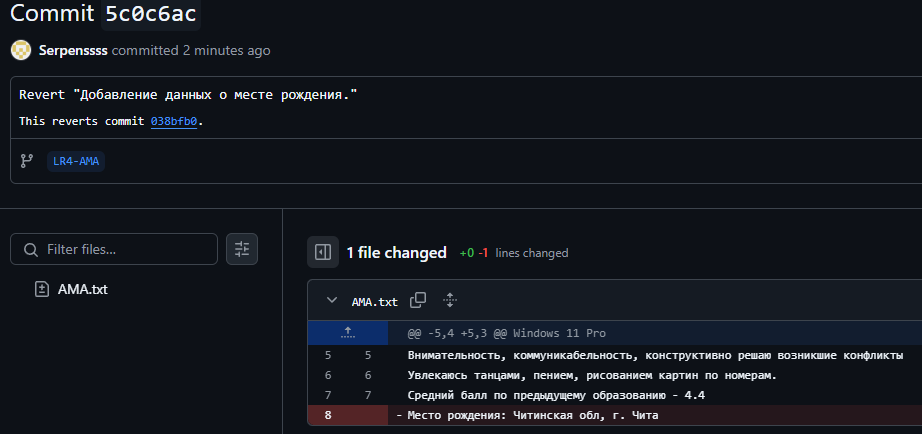 Commit 5c0c6ac
Serpenssss committed 2 minutes ago
Revert "Добавление данных о месте рождения."
This reverts commit 038bfb0.
LR4-AMA
Filter files...
AMA.txt
1 file changed +0 -1 lines changed
AMA.txt
@@ -5,4 +5,3 @@ Windows 11 Pro
5 5 Внимательность, коммуникабельность, конструктивно решаю возникшие конфликты
6 6 Увлекаюсь танцами, пением, рисованием картин по номерам.
7 7 Средний балл по предыдущему образованию - 4.4
8 - Место рождения: Читинская обл, г. Чита